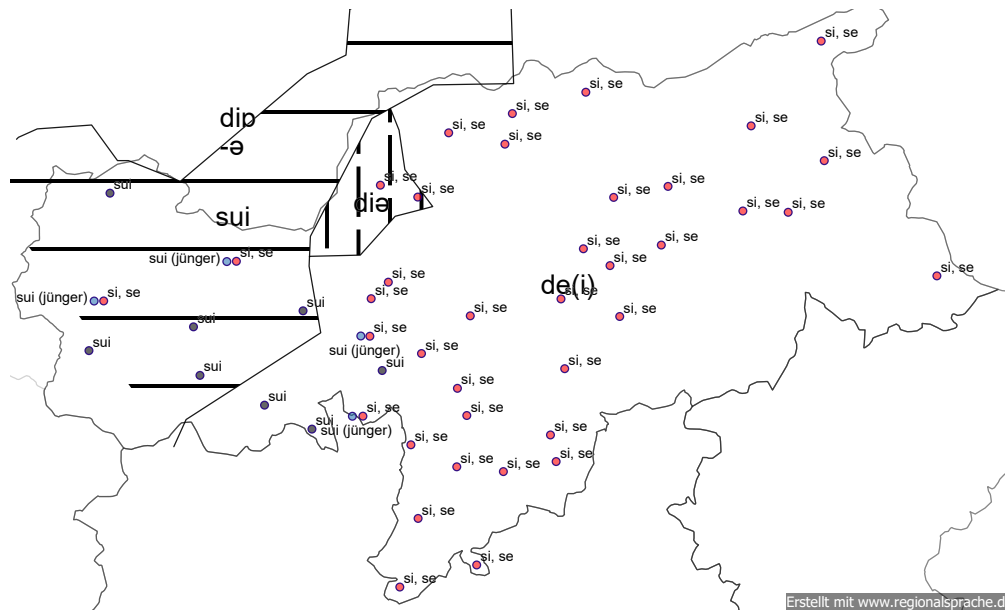 si, se
si, se
si, se
dip
si, se
si, se
si, se
-ə
si, se
sui
si, se
si, se
si, se
si, se
diə
si, se
si, se
sui
si, se
si, se
si, se
sui (jünger)
si, se
si, se
si, se
de(i)
si, se
si, se
sui (jünger)
si, se
sui
si, se
si, se
sui
si, se
sui
si, se
sui (jünger)
si, se
sui
sui
si, se
sui
si, se
si, se
sui
si, se
sui (jünger)
si, se
si, se
si, se
si, se
si, se
si, se
si, se
Erstellt mit www.regionalsprache.d